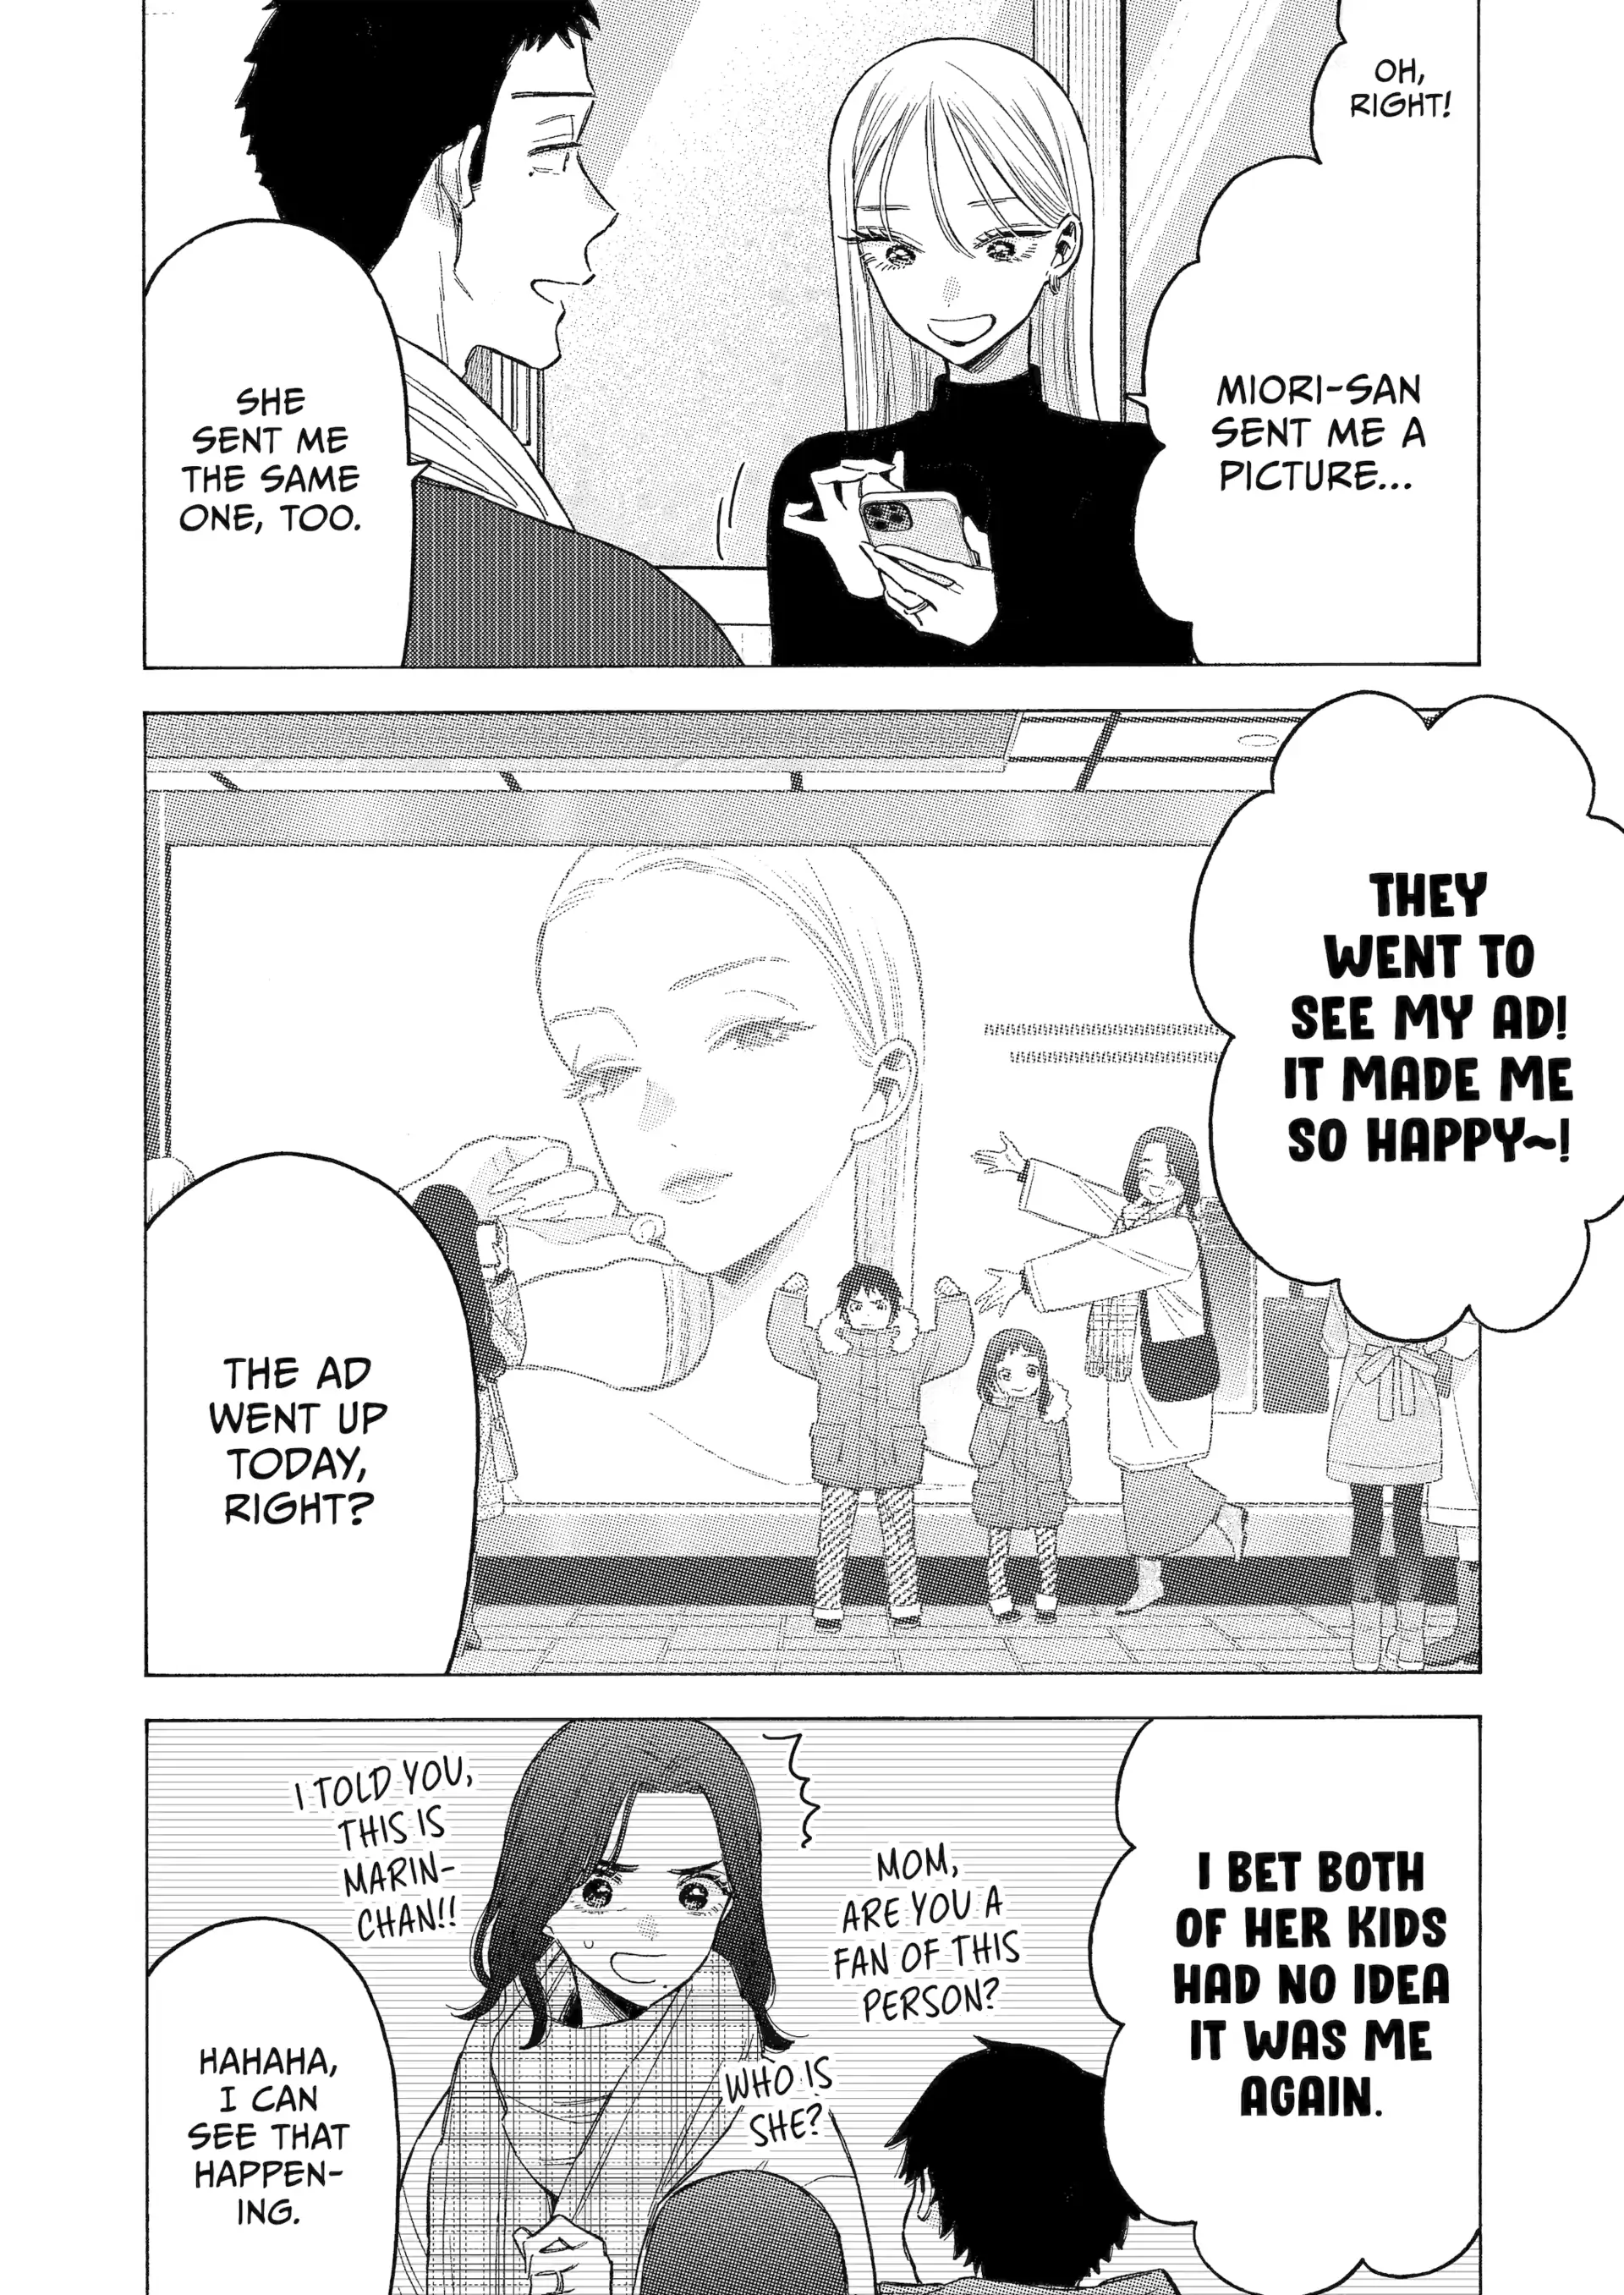 OH,
RIGHT!
MIORI-SAN
SENT ME A
PICTURE...
SHE
SENT ME
THE SAME
ONE, TOO.
THEY
WENT TO
SEE MY AD!
IT MADE ME
SO HAPPY~!
THE AD
WENT UP
TODAY,
RIGHT?
I BET BOTH
OF HER KIDS
HAD NO IDEA
IT WAS ME
AGAIN.
MOM,
ARE YOU A
FAN OF THIS
PERSON?
WHO IS
SHE?
I TOLD YOU,
THIS IS
MARIN-
CHAN!!
HAHAHA,
I CAN
SEE THAT
HAPPEN-
ING.